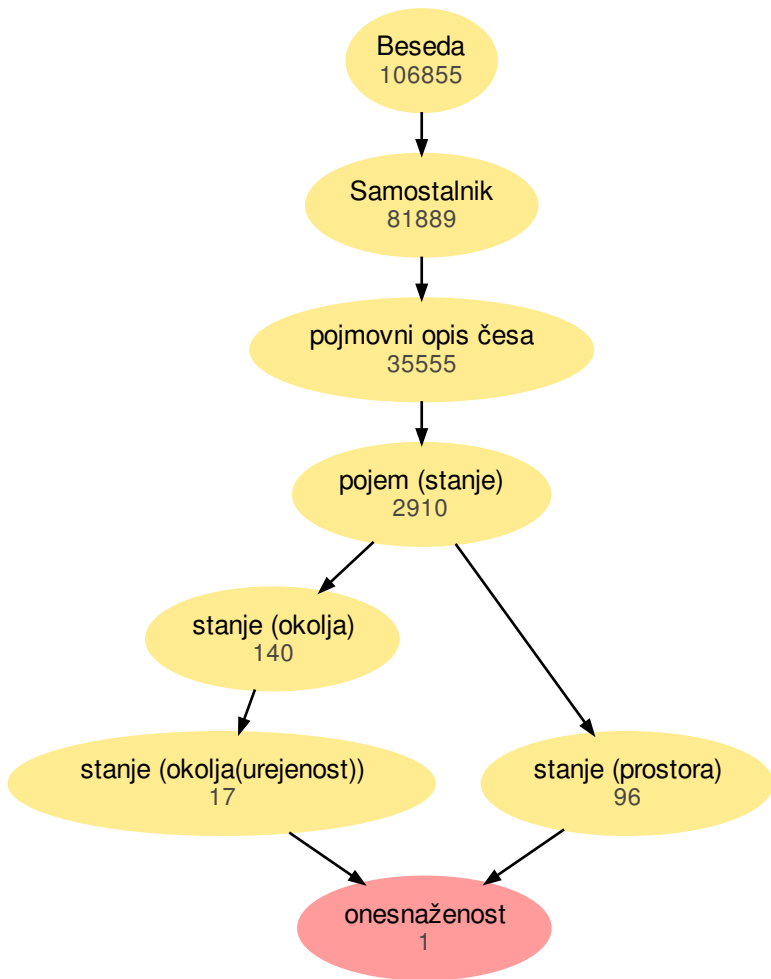 Beseda
106855
Samostalnik
81889
pojmovni opis česa
35555
pojem (stanje)
2910
stanje (okolja)
140
stanje (okolja(urejenost))
17
stanje (prostora)
96
onesnaženost
1